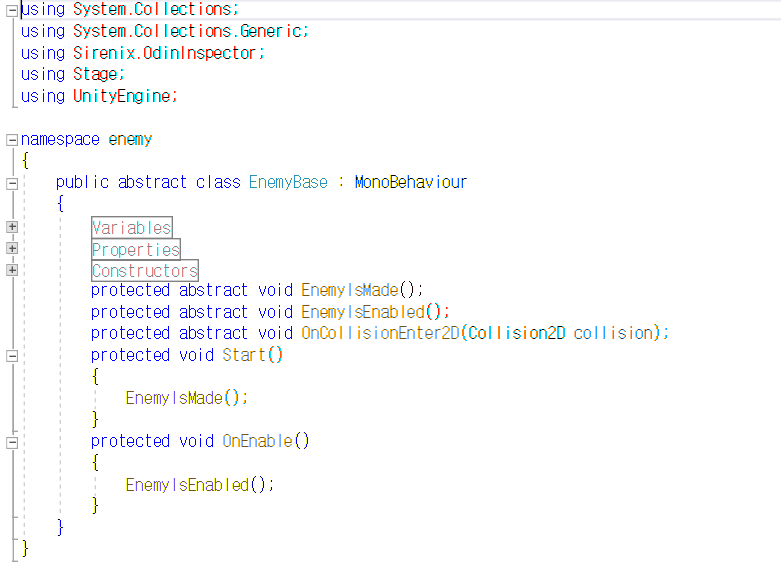 using System.Collections;
using System.Collections.Generic;
using Sirenix.OdinInspector;
using Stage;
using UnityEngine;
namespace enemy
{
public abstract class EnemyBase : MonoBehaviour
{
Variables
Properties
Constructors
protected abstract void EnemyIsMade();
protected abstract void EnemyIsEnabled();
protected abstract void OnCollisionEnter2D(Collision2D collision);
protected void Start()
{
EnemyIsMade();
}
protected void OnEnable()
{
EnemyIsEnabled();
}
}
}